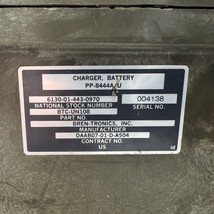 CHARGER, BATTERY
PP-8444A/U
6130-01-443-0970
004138
NATIONAL STOCK NUMBER
SERIAL NO.
BTC-UN108
PART NO.
BREN-TRONICS, INC.
MANUFACTURER
DAAB07-01-D-A504
CONTRACT NO.
US